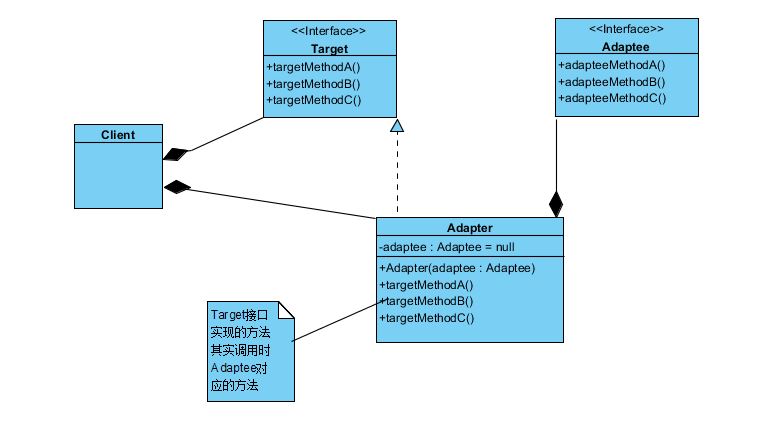 <<Interface>>
Target
+targetMethodA()
+targetMethodB()
+targetMethodC()
<<Interface>>
Adaptee
+adapteeMethodA()
+adapteeMethodB()
+adapteeMethodC()
Client
Adapter
-adaptee : Adaptee = null
+Adapter(adaptee : Adaptee)
+targetMethodA()
+targetMethodB()
+targetMethodC()
Target接口
实现的方法
其实调用时
Adaptee对
应的方法